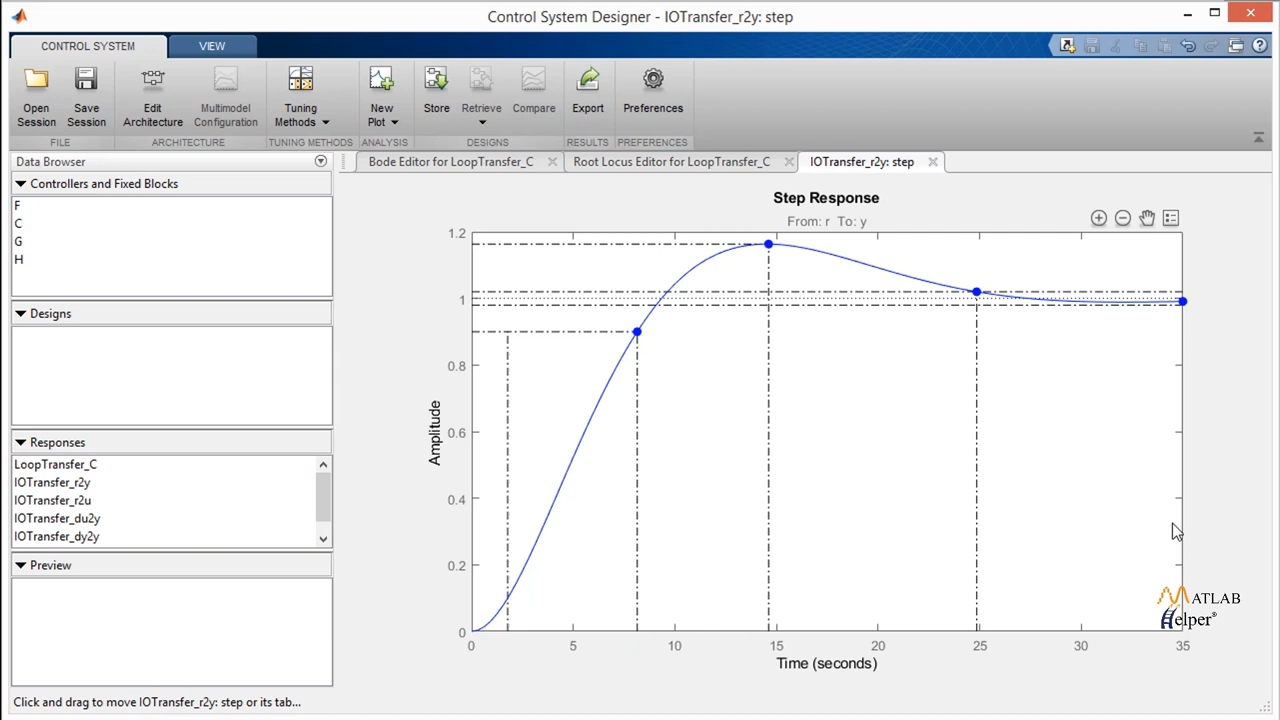 Control System Designer - IOTransfer_r2y: step
CONTROL SYSTEM
VIEW
Open Session
Save Session
Edit Architecture
Multimodel Configuration
Tuning Methods
New Plot
Store
Retrieve
Compare
Export
Preferences
FILE
ARCHITECTURE
TUNING METHODS
ANALYSIS
DESIGNS
RESULTS
PREFERENCES
Data Browser
Controllers and Fixed Blocks
F
C
G
H
Designs
Responses
LoopTransfer_C
IOTransfer_r2y
IOTransfer_r2u
IOTransfer_du2y
IOTransfer_dy2y
Preview
Click and drag to move IOTransfer_r2y: step or its tab...
Bode Editor for LoopTransfer_C
Root Locus Editor for LoopTransfer_C
IOTransfer_r2y: step
Step Response
From: r To: y
1.2
1
0.8
0.6
0.4
0.2
0
Amplitude
0 5 10 15 20 25 30 35
Time (seconds)
MATLAB
Helper®